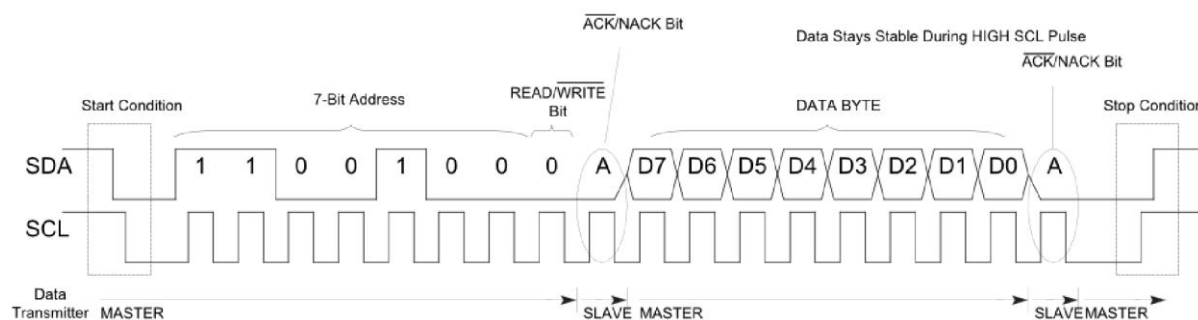 ACK/NACK Bit
Data Stays Stable During HIGH SCL Pulse
ACK/NACK Bit
Start Condition
7-Bit Address
READ/WRITE
Bit
DATA BYTE
Stop Condition
SDA 1 1 0 0 1 0 0 0 A D7 D6 D5 D4 D3 D2 D1 D0 A
SCL
Data
Transmitter MASTER SLAVE MASTER SLAVE MASTER